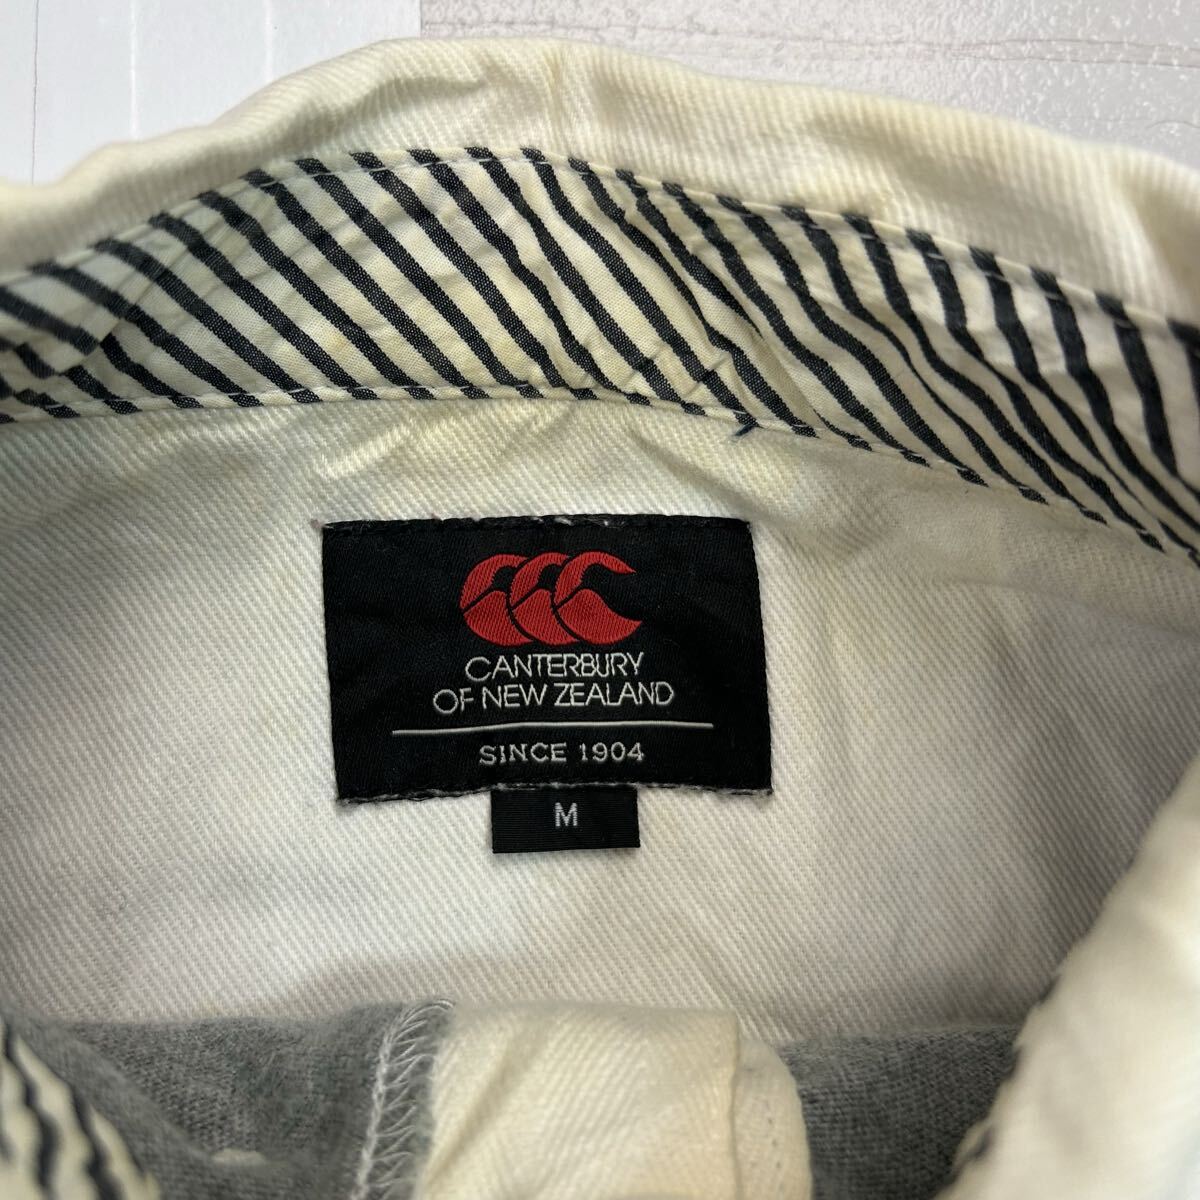 CANTERBURY
OF NEW ZEALAND
SINCE 1904
M